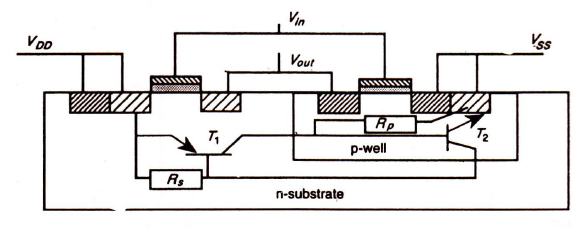 V_in
V_DD
V_SS
V_out
R_p
T_1
T_2
p-well
R_s
n-substrate